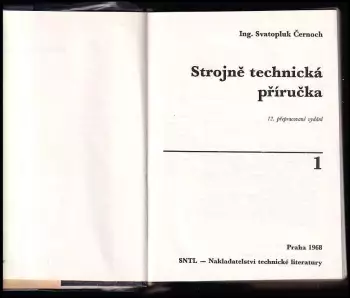 Ing. Svatopluk Černoch
Strojně technická
příručka
12. přepracované vydání
1
Praha 1968
SNTL — Nakladatelství technické literatury